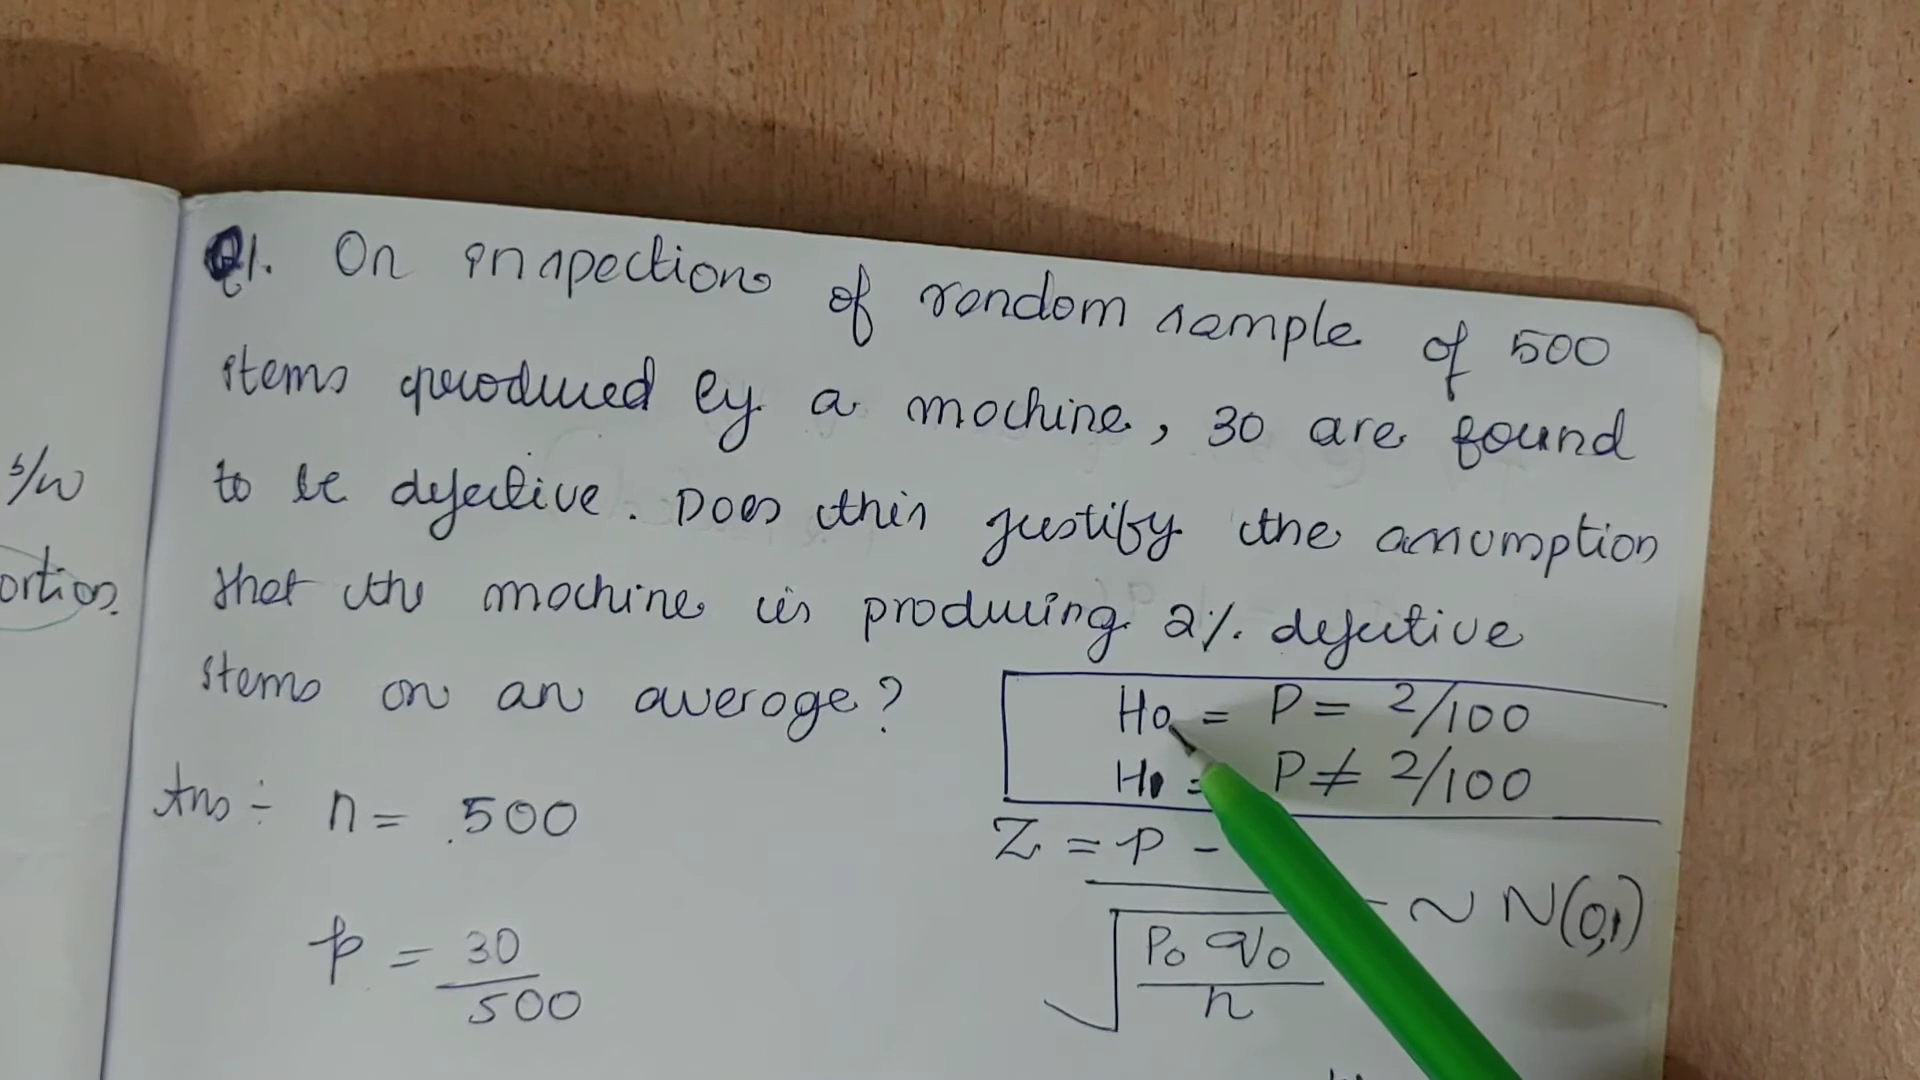 s/w
ortion.
Q1. On inspection of random sample of 500
items produced by a machine, 30 are found
to be defective. Does this justify the assumption
that the machine is producing 2% defective
items on an average?
H0 = P = 2/100
H1 = P ≠ 2/100
Ans ÷ n = 500
Z = p -
√ P0 q0 / n ~ N(0,1)
p = 30/500